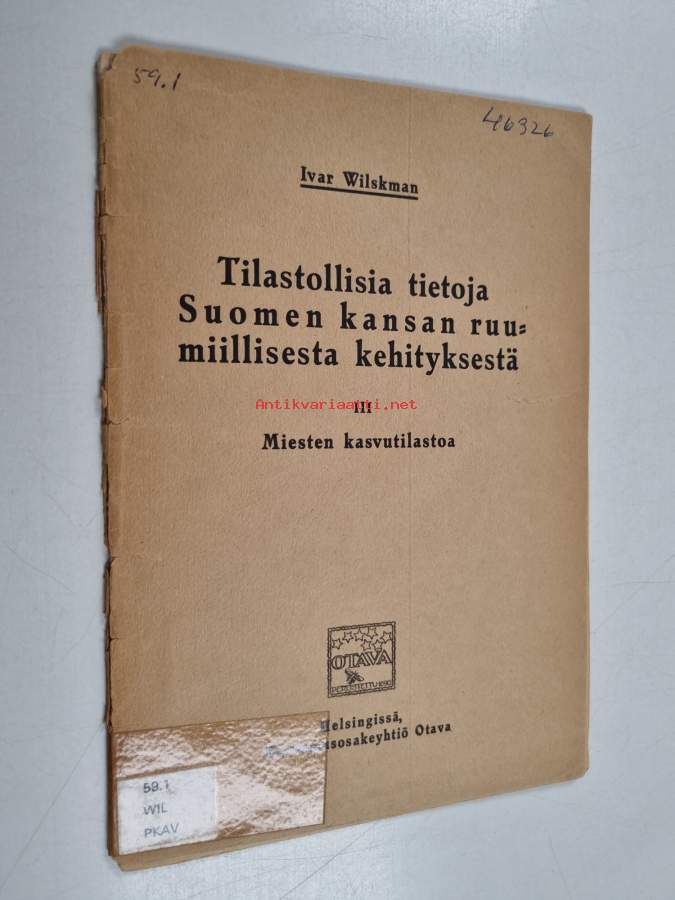 59.1
46326
Ivar Wilskman
Tilastollisia tietoja
Suomen kansan ruu=
miillisesta kehityksestä
Antikvariaatti.net
III
Miesten kasvutilastoa
OTAVA
Helsingissä,
Otava
59.1
WIL
PKAV